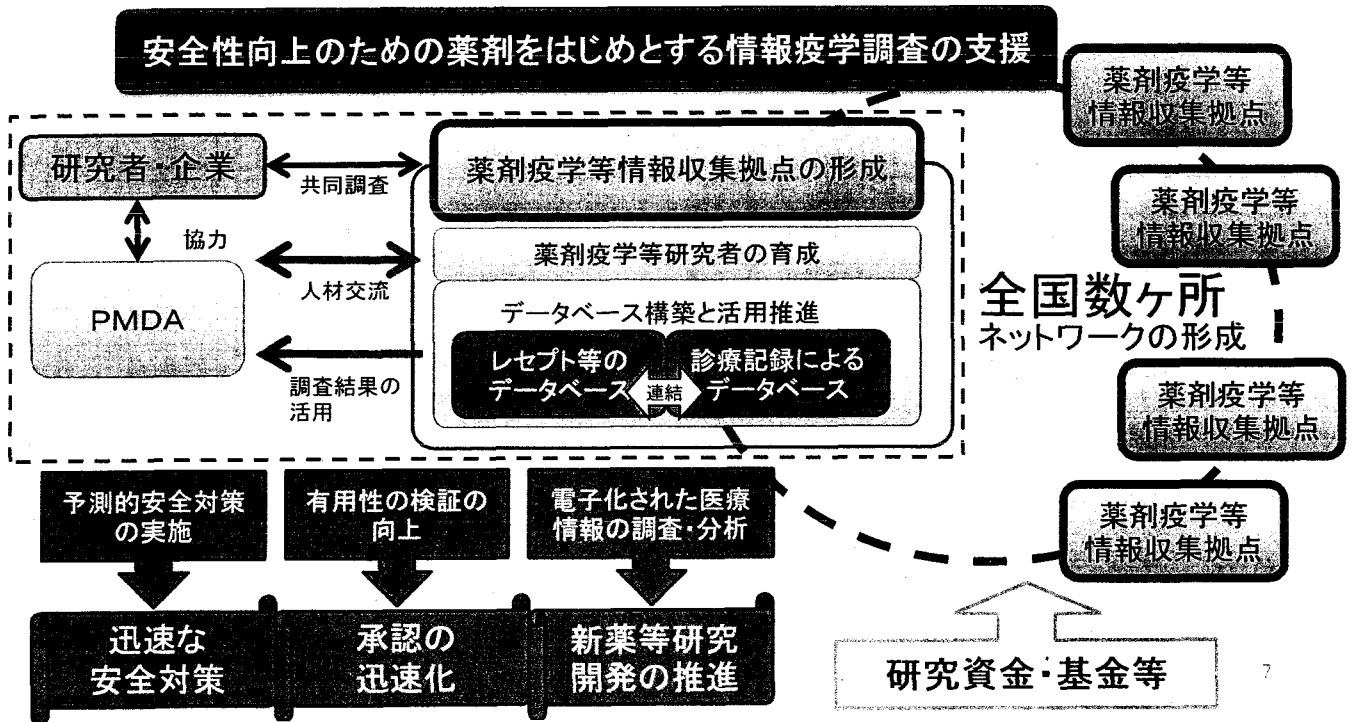 安全性向上のための薬剤をはじめとする情報疫学調査の支援
薬剤疫学等
情報収集拠点
研究者・企業
共同調査
薬剤疫学等情報収集拠点の形成
薬剤疫学等
情報収集拠点
協力
薬剤疫学等研究者の育成
人材交流
PMDA
データベース構築と活用推進
全国数ヶ所
ネットワークの形成
レセプト等の
データベース
連結
診療記録による
データベース
調査結果の
活用
薬剤疫学等
情報収集拠点
予測的安全対策
の実施
有用性の検証の
向上
電子化された医療
情報の調査・分析
薬剤疫学等
情報収集拠点
迅速な
安全対策
承認の
迅速化
新薬等研究
開発の推進
研究資金・基金等
7